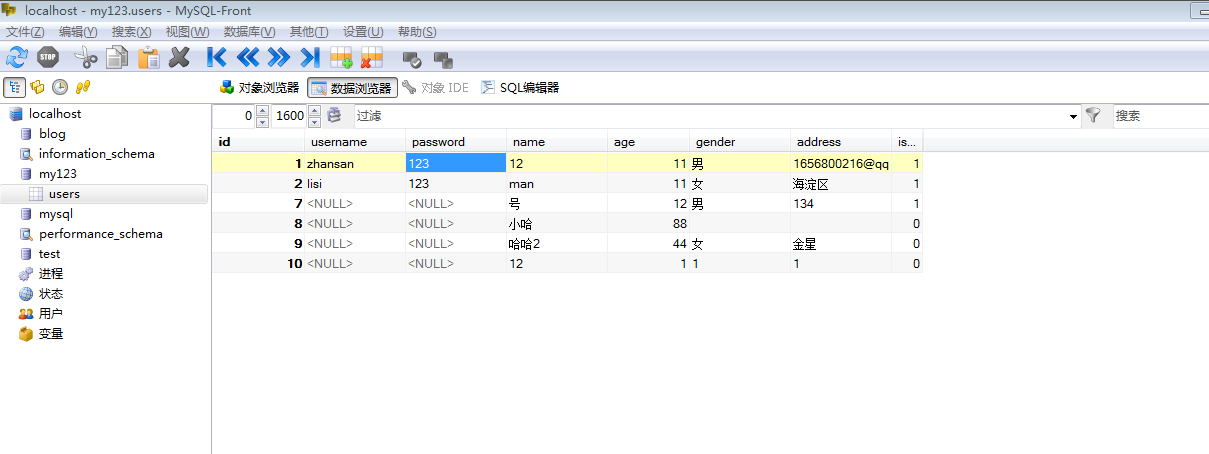 localhost - my123.users - MySQL-Front
文件(Z) 编辑(Y) 搜索(X) 视图(W) 数据库(V) 其他(T) 设置(U) 帮助(S)
STOP
对象浏览器 数据浏览器 对象 IDE SQL编辑器
0 1600 过滤 搜索
localhost
blog
information_schema
my123
users
mysql
performance_schema
test
进程
状态
用户
变量
id username password name age gender address is...
1 zhansan 123 12 11 男 1656800216@qq 1
2 lisi 123 man 11 女 海淀区 1
7 <NULL> <NULL> 号 12 男 134 1
8 <NULL> <NULL> 小哈 88 0
9 <NULL> <NULL> 哈哈2 44 女 金星 0
10 <NULL> <NULL> 12 1 1 1 0